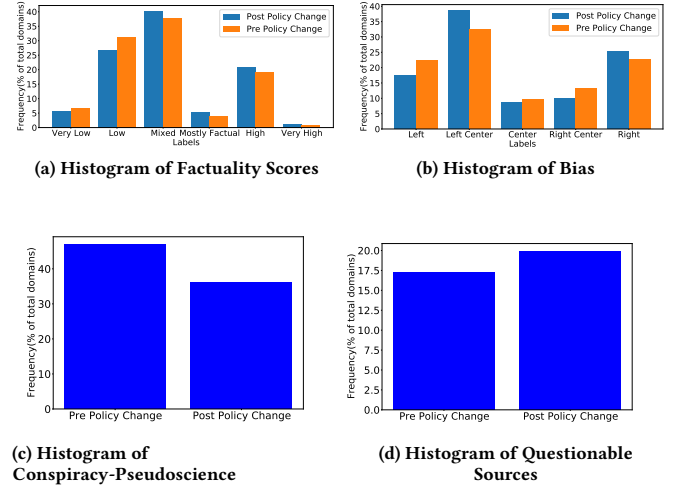 40
35
30
25
20
15
10
5
0
Frequency(% of total domains)
Post Policy Change
Pre Policy Change
Very Low Low Mixed Mostly Factual High Very High
Labels
(a) Histogram of Factuality Scores
40
35
30
25
20
15
10
5
0
Frequency(% of total domains)
Post Policy Change
Pre Policy Change
Left Left Center Center Right Center Right
Labels
(b) Histogram of Bias
40
30
20
10
0
Frequency(% of total domains)
Pre Policy Change Post Policy Change
(c) Histogram of
Conspiracy-Pseudoscience
20.0
17.5
15.0
12.5
10.0
7.5
5.0
2.5
0.0
Frequency(% of total domains)
Pre Policy Change Post Policy Change
(d) Histogram of Questionable
Sources